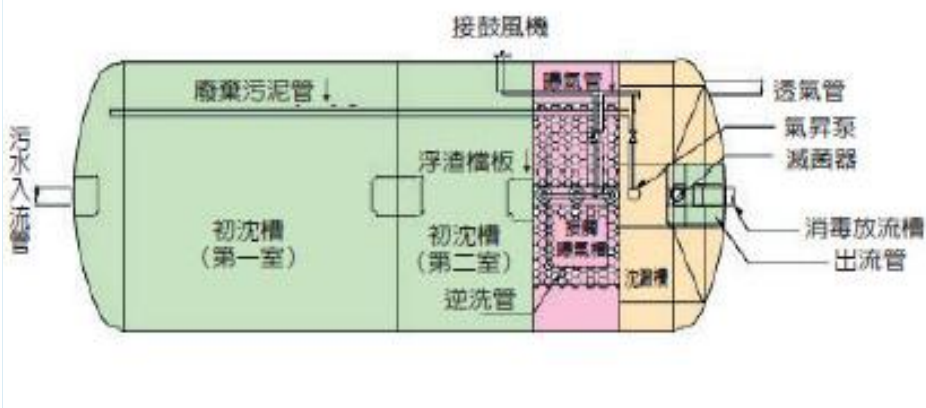 接鼓風機
廢棄污泥管
曝氣管
透氣管
氣昇泵
滅菌器
污水入流管
浮渣檔板
初沈槽
（第一室）
初沈槽
（第二室）
接觸
曝氣槽
沈澱槽
消毒放流槽
出流管
逆洗管